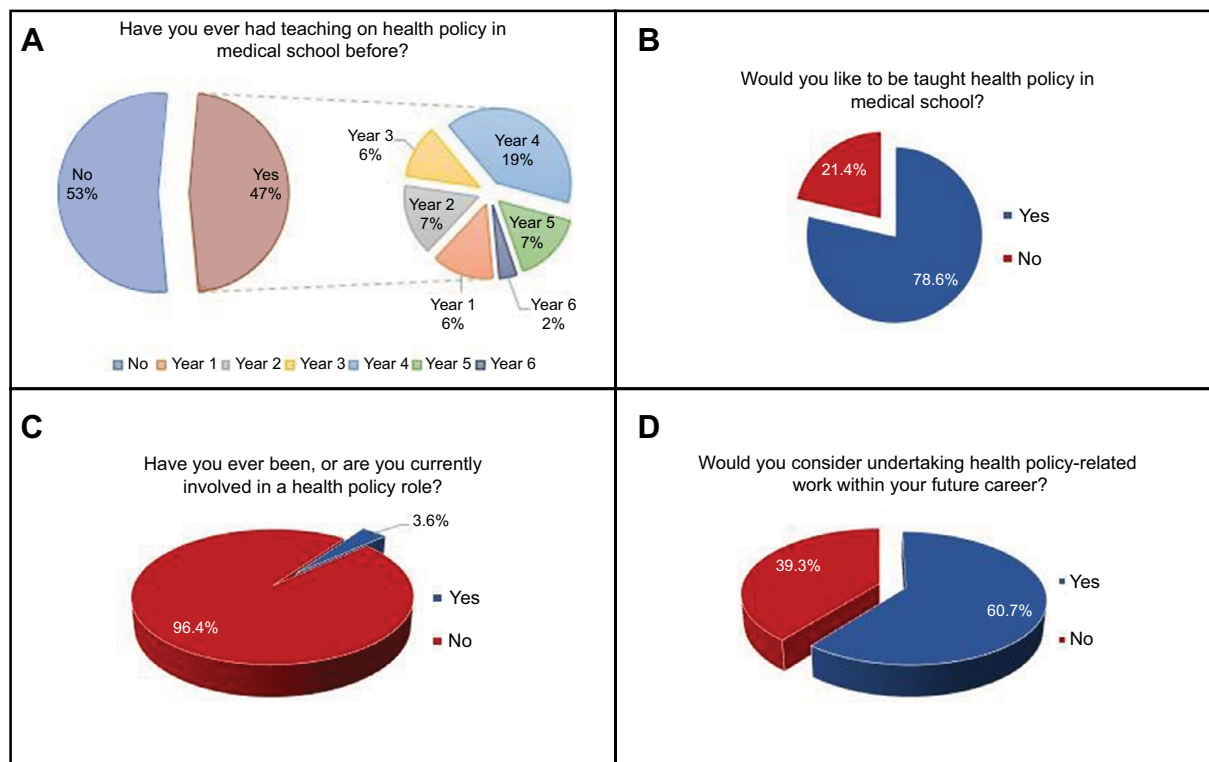 A
Have you ever had teaching on health policy in
medical school before?
No
53%
Yes
47%
Year 3
6%
Year 4
19%
Year 2
7%
Year 5
7%
Year 1
6%
Year 6
2%
No Year 1 Year 2 Year 3 Year 4 Year 5 Year 6
B
Would you like to be taught health policy in
medical school?
21.4%
78.6%
Yes
No
C
Have you ever been, or are you currently
involved in a health policy role?
3.6%
96.4%
Yes
No
D
Would you consider undertaking health policy-related
work within your future career?
39.3%
60.7%
Yes
No